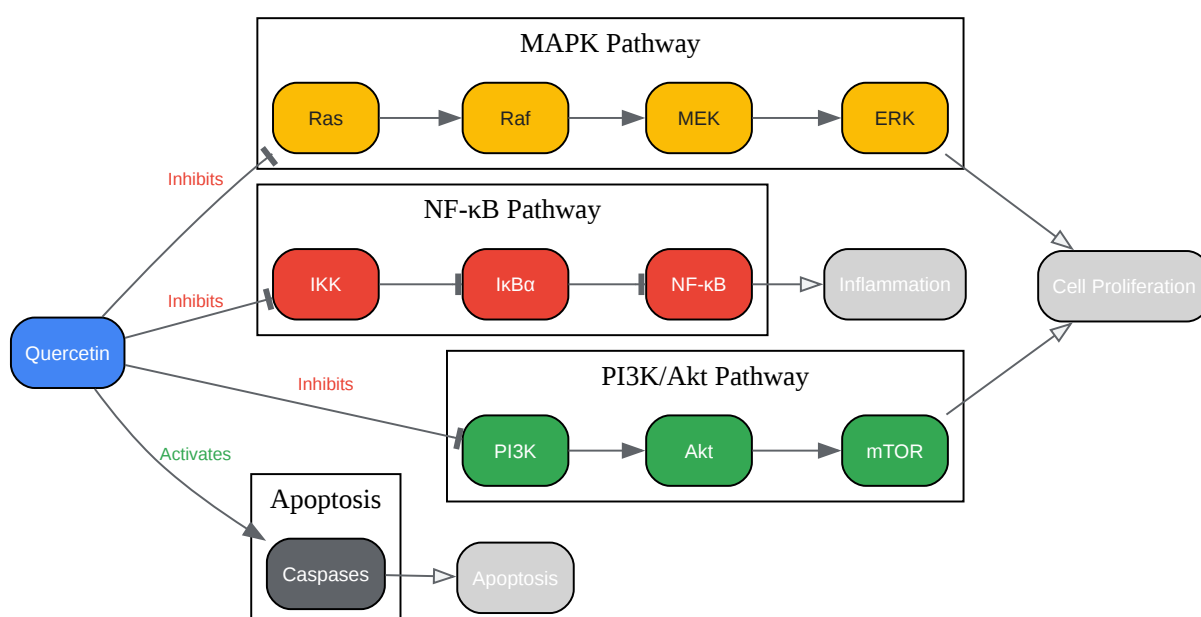 MAPK Pathway
Ras
Raf
MEK
ERK
Inhibits
NF-κB Pathway
IKK
IκBα
NF-κB
Inflammation
Cell Proliferation
Inhibits
Quercetin
Inhibits
PI3K/Akt Pathway
PI3K
Akt
mTOR
Activates
Apoptosis
Caspases
Apoptosis